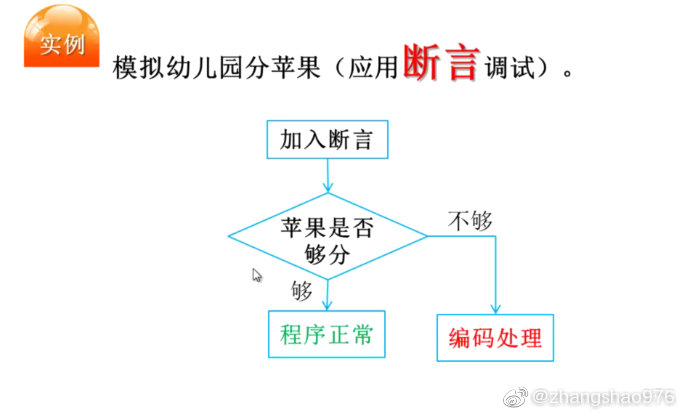 实例
模拟幼儿园分苹果（应用断言调试）。
加入断言
苹果是否
够分
不够
够
程序正常
编码处理
@zhangshao976